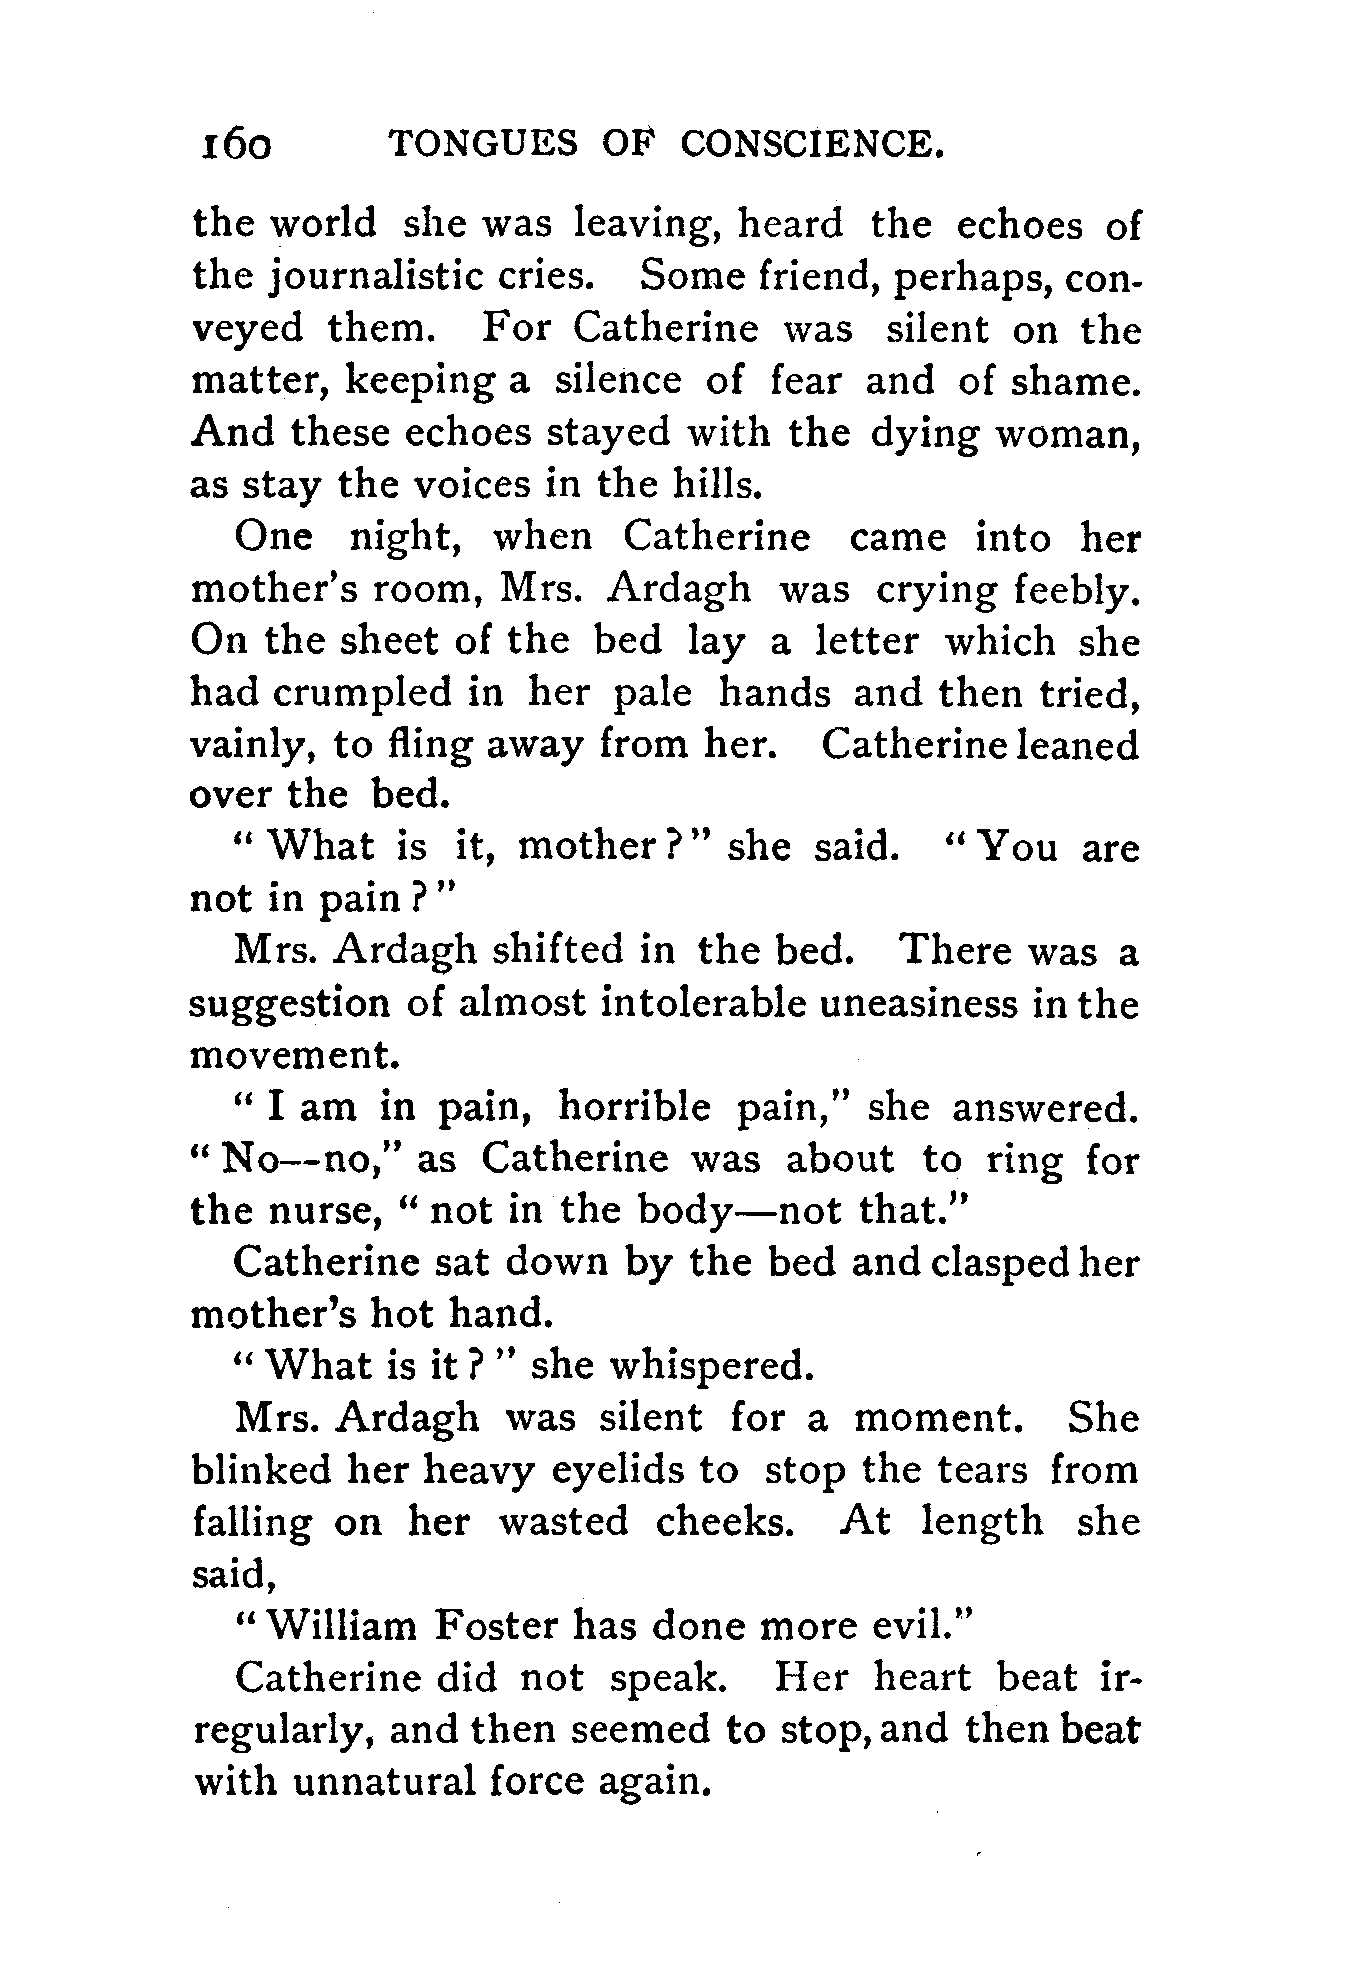 160 TONGUES OF CONSCIENCE.
the world she was leaving, heard the echoes of
the journalistic cries. Some friend, perhaps, con-
veyed them. For Catherine was silent on the
matter, keeping a silence of fear and of shame.
And these echoes stayed with the dying woman,
as stay the voices in the hills.
One night, when Catherine came into her
mother's room, Mrs. Ardagh was crying feebly.
On the sheet of the bed lay a letter which she
had crumpled in her pale hands and then tried,
vainly, to fling away from her. Catherine leaned
over the bed.
"What is it, mother?" she said. "You are
not in pain?"
Mrs. Ardagh shifted in the bed. There was a
suggestion of almost intolerable uneasiness in the
movement.
"I am in pain, horrible pain," she answered.
"No—no," as Catherine was about to ring for
the nurse, "not in the body—not that."
Catherine sat down by the bed and clasped her
mother's hot hand.
"What is it?" she whispered.
Mrs. Ardagh was silent for a moment. She
blinked her heavy eyelids to stop the tears from
falling on her wasted cheeks. At length she
said,
"William Foster has done more evil."
Catherine did not speak. Her heart beat ir-
regularly, and then seemed to stop, and then beat
with unnatural force again.